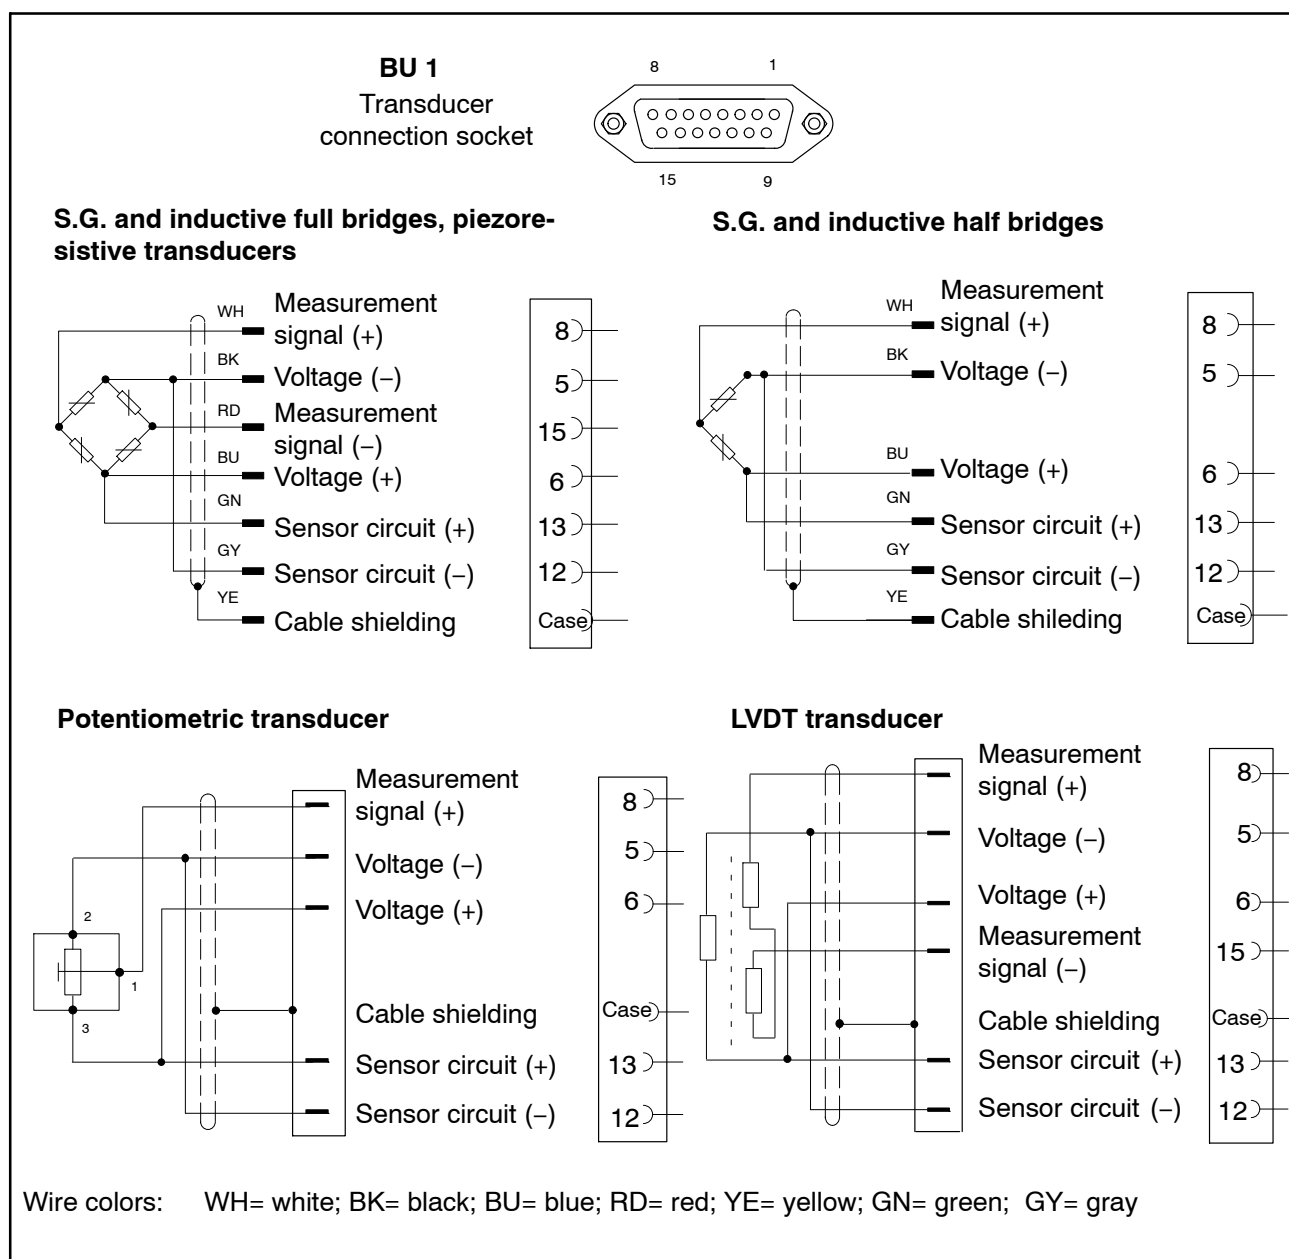 BU 1
Transducer
connection socket
8 1
15 9
S.G. and inductive full bridges, piezore-
sistive transducers
WH Measurement
signal (+)
8
BK Voltage (−)
5
RD Measurement
signal (−)
15
BU Voltage (+)
6
GN Sensor circuit (+)
13
GY Sensor circuit (−)
12
YE Cable shielding
Case
S.G. and inductive half bridges
WH Measurement
signal (+)
8
BK Voltage (−)
5
BU Voltage (+)
6
GN Sensor circuit (+)
13
GY Sensor circuit (−)
12
YE Cable shileding
Case
Potentiometric transducer
Measurement
signal (+)
8
Voltage (−)
5
Voltage (+)
6
2
1
3
Cable shielding
Case
Sensor circuit (+)
13
Sensor circuit (−)
12
LVDT transducer
Measurement
signal (+)
8
Voltage (−)
5
Voltage (+)
6
Measurement
signal (−)
15
Cable shielding
Case
Sensor circuit (+)
13
Sensor circuit (−)
12
Wire colors: WH= white; BK= black; BU= blue; RD= red; YE= yellow; GN= green; GY= gray